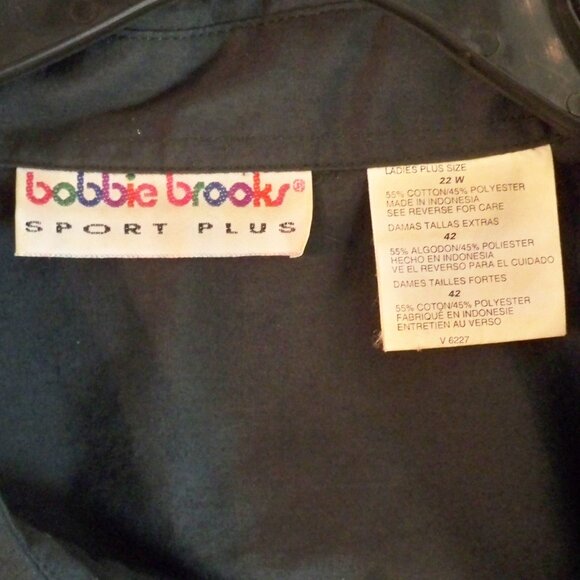 bobbie brooks®
SPORT PLUS
LADIES PLUS SIZE
22 W
55% COTTON/45% POLYESTER
MADE IN INDONESIA
SEE REVERSE FOR CARE
DAMAS TALLAS EXTRAS
42
55% ALGODON/45% POLIESTER
HECHO EN INDONESIA
VE EL REVERSO PARA EL CUIDADO
DAMES TAILLES FORTES
42
55% COTON/45% POLYESTER
FABRIQUÉ EN INDONESIE
ENTRETIEN AU VERSO
V 6227